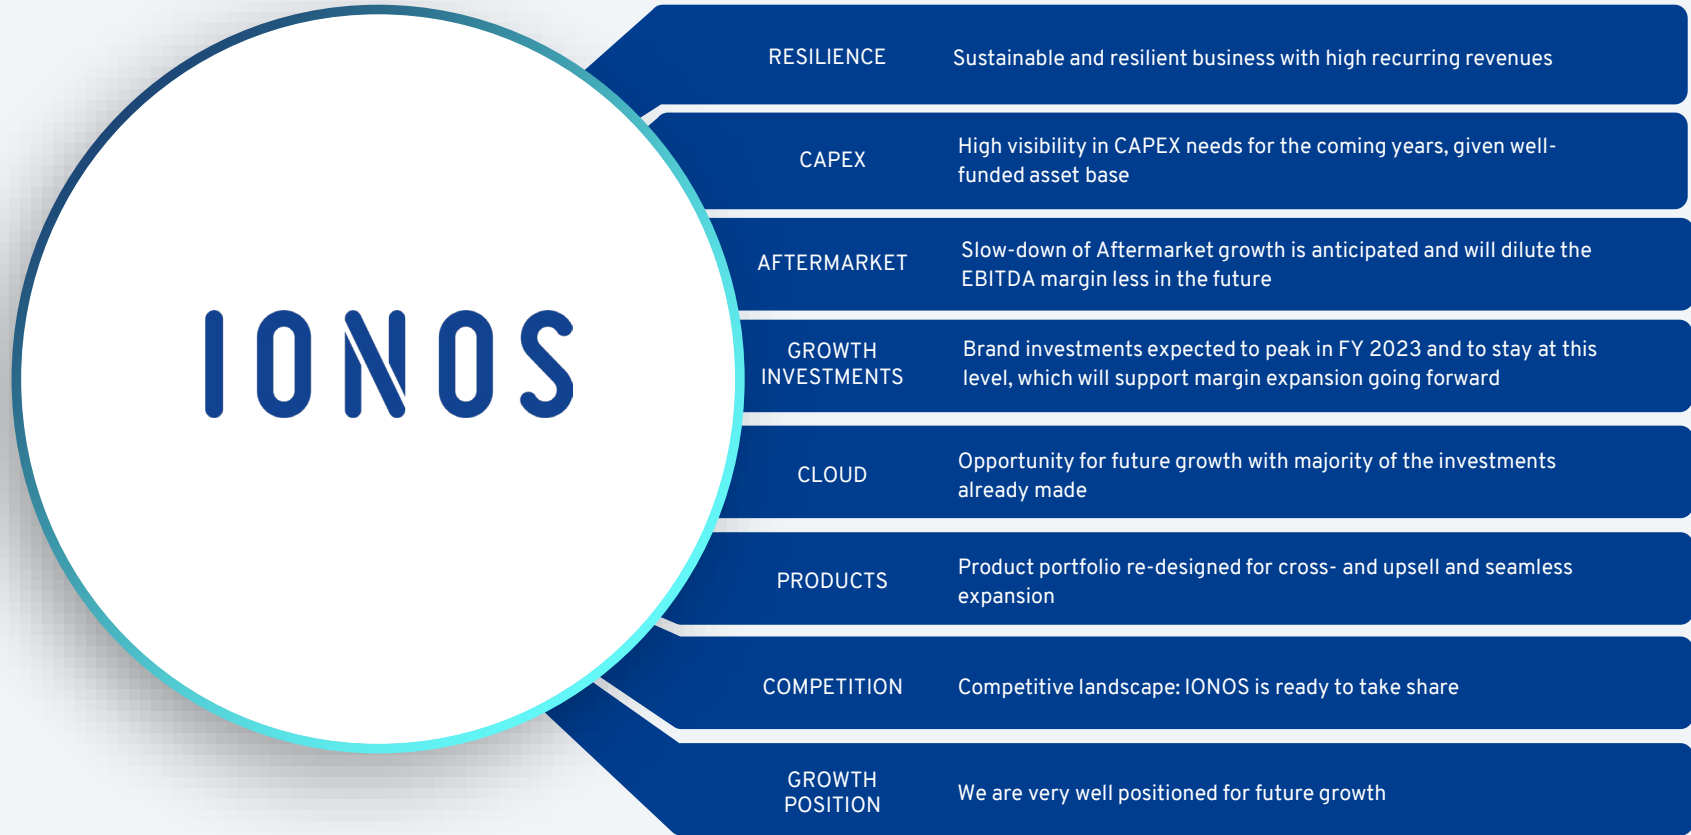 IONOS
RESILIENCE
Sustainable and resilient business with high recurring revenues
CAPEX
High visibility in CAPEX needs for the coming years, given well-
funded asset base
AFTERMARKET
Slow-down of Aftermarket growth is anticipated and will dilute the
EBITDA margin less in the future
GROWTH
INVESTMENTS
Brand investments expected to peak in FY 2023 and to stay at this
level, which will support margin expansion going forward
CLOUD
Opportunity for future growth with majority of the investments
already made
PRODUCTS
Product portfolio re-designed for cross- and upsell and seamless
expansion
COMPETITION
Competitive landscape: IONOS is ready to take share
GROWTH
POSITION
We are very well positioned for future growth